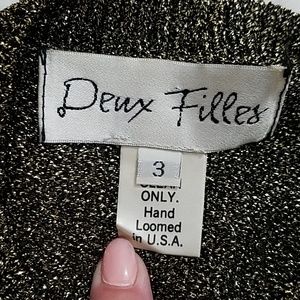 Deux Filles
3
ONLY.
Hand
Loomed
in U.S.A.